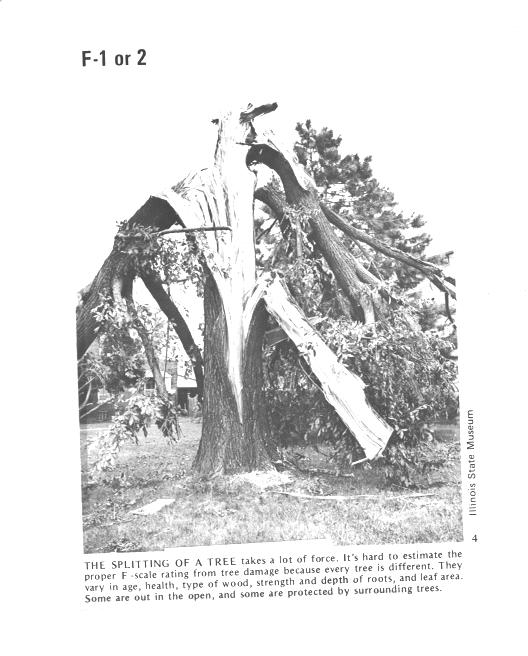 F-1 or 2
Illinois State Museum
4
THE SPLITTING OF A TREE takes a lot of force. It's hard to estimate the
proper F-scale rating from tree damage because every tree is different. They
vary in age, health, type of wood, strength and depth of roots, and leaf area.
Some are out in the open, and some are protected by surrounding trees.